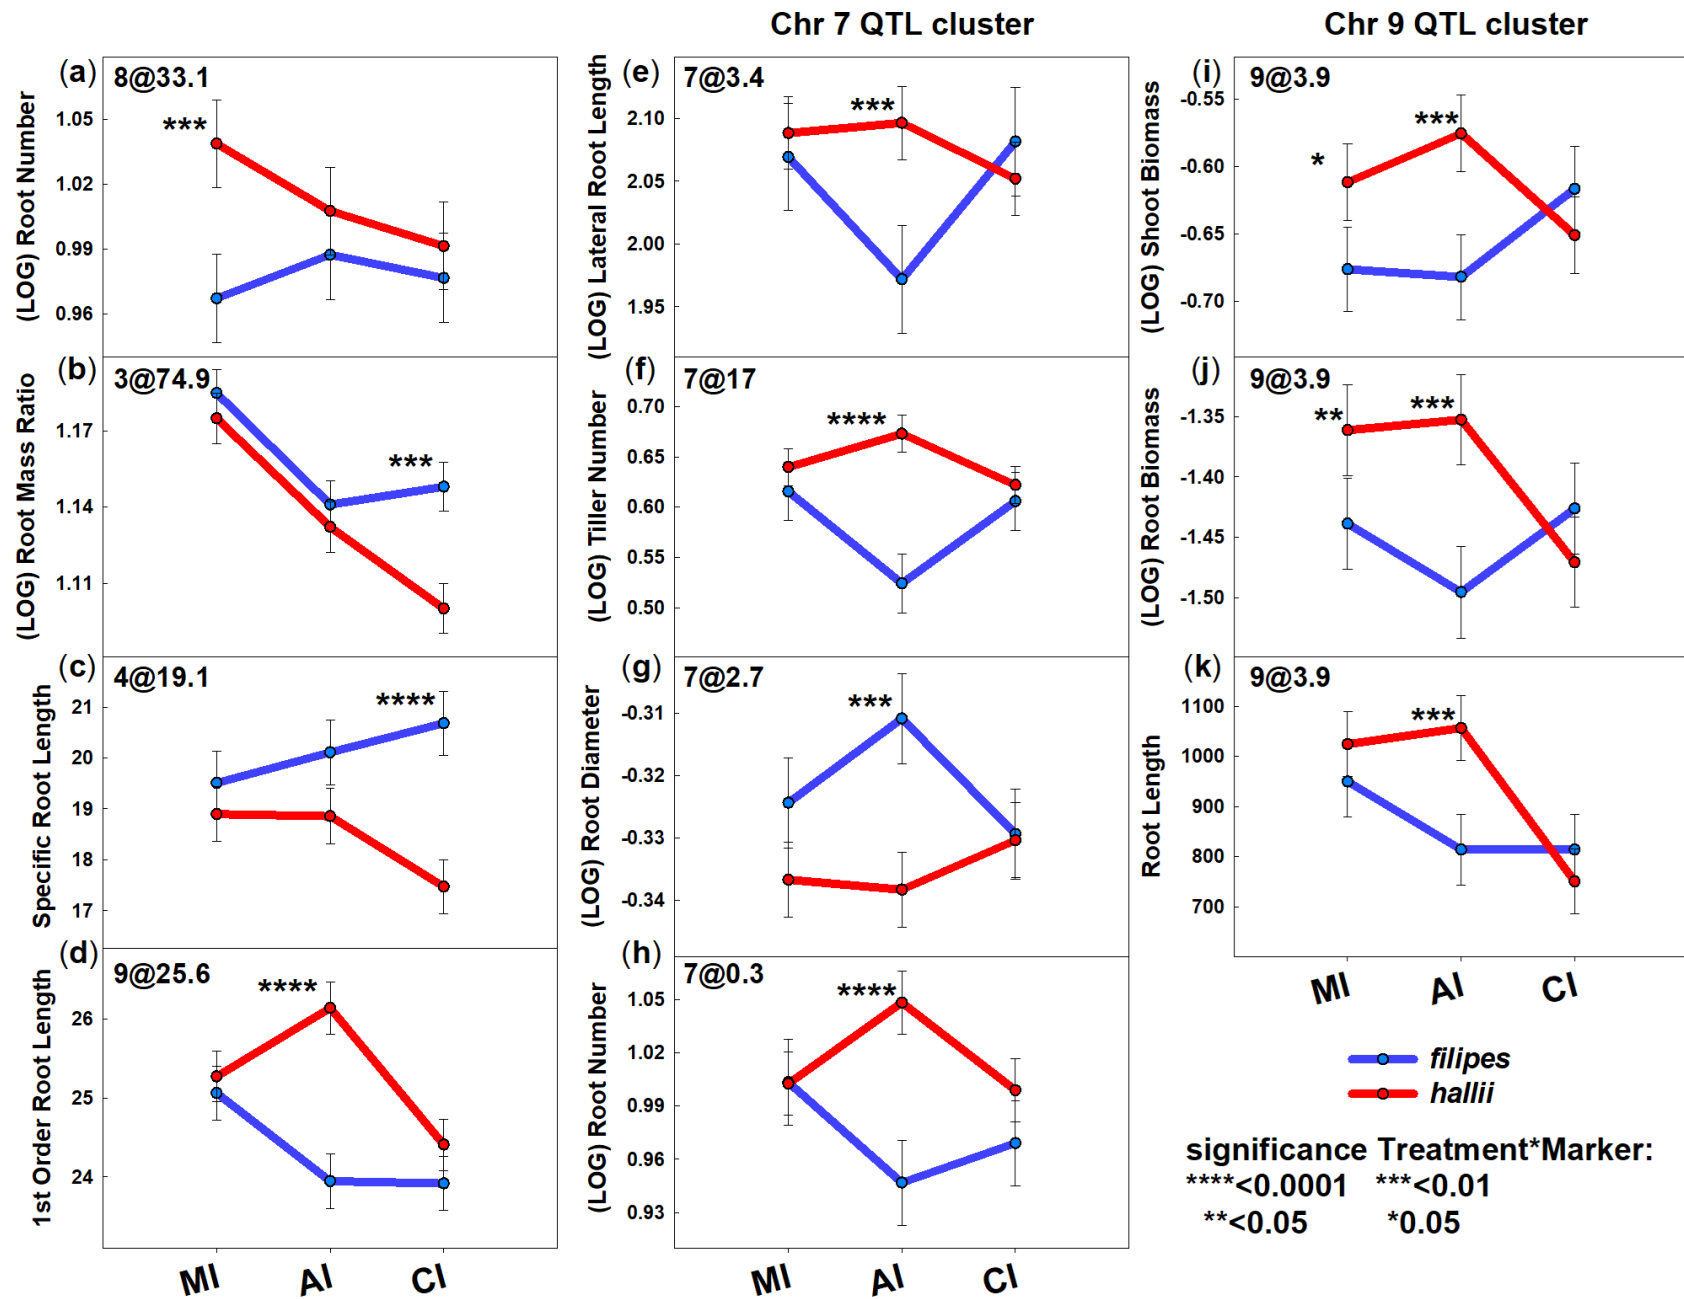 Chr 7 QTL cluster
Chr 9 QTL cluster
(a)
8@33.1
(LOG) Root Number
1.05
1.02
0.99
0.96
***
(b)
3@74.9
(LOG) Root Mass Ratio
1.17
1.14
1.11
***
(c)
4@19.1
Specific Root Length
21
20
19
18
17
****
(d)
9@25.6
1st Order Root Length
26
25
24
****
MI
AI
CI
(e)
7@3.4
(LOG) Lateral Root Length
2.10
2.05
2.00
1.95
***
(f)
7@17
(LOG) Tiller Number
0.70
0.65
0.60
0.55
0.50
****
(g)
7@2.7
(LOG) Root Diameter
-0.31
-0.32
-0.33
-0.34
***
(h)
7@0.3
(LOG) Root Number
1.05
1.02
0.99
0.96
0.93
****
MI
AI
CI
(i)
9@3.9
(LOG) Shoot Biomass
-0.55
-0.60
-0.65
-0.70
*
***
(j)
9@3.9
(LOG) Root Biomass
-1.35
-1.40
-1.45
-1.50
**
***
(k)
9@3.9
Root Length
1100
1000
900
800
700
***
MI
AI
CI
filipes
hallii
significance Treatment*Marker:
****<0.0001 ***<0.01
**<0.05 *0.05